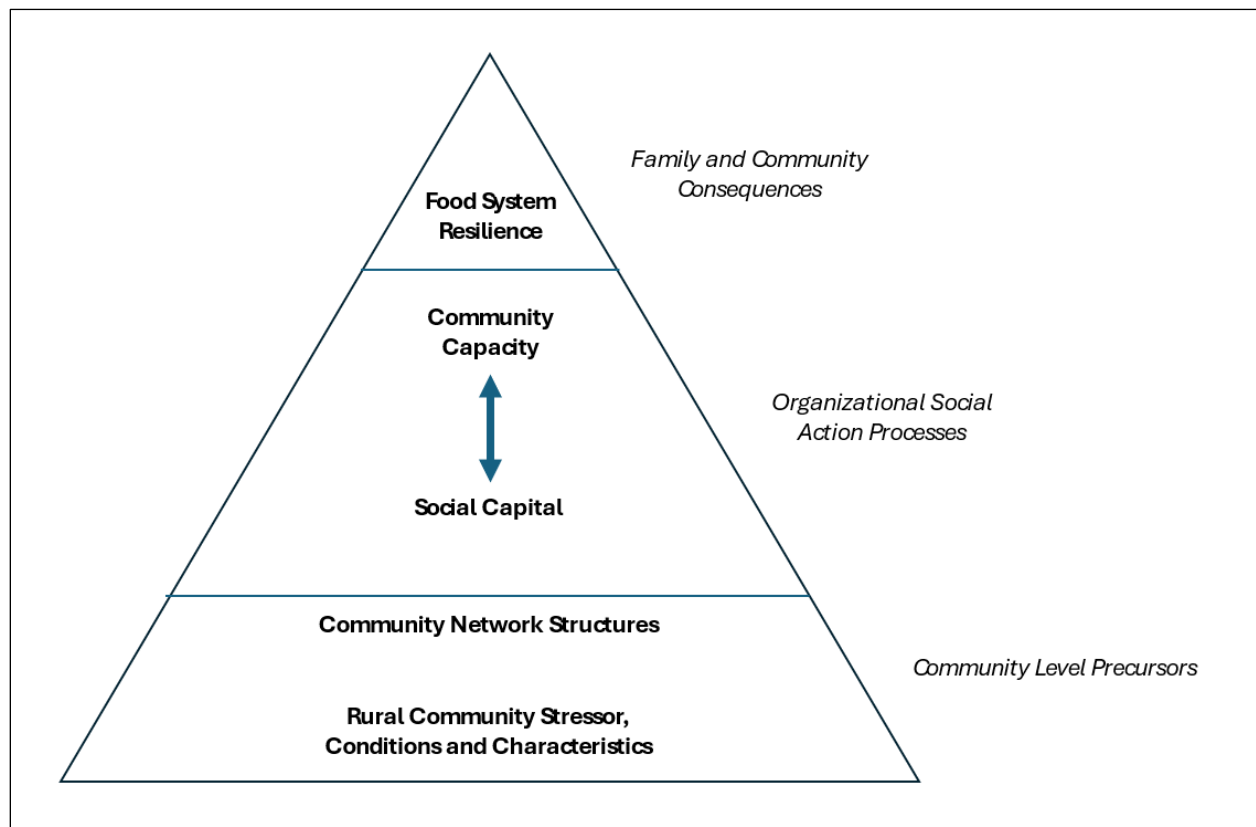 Family and Community
Consequences
Food System
Resilience
Community
Capacity
Organizational Social
Action Processes
Social Capital
Community Network Structures
Community Level Precursors
Rural Community Stressor,
Conditions and Characteristics